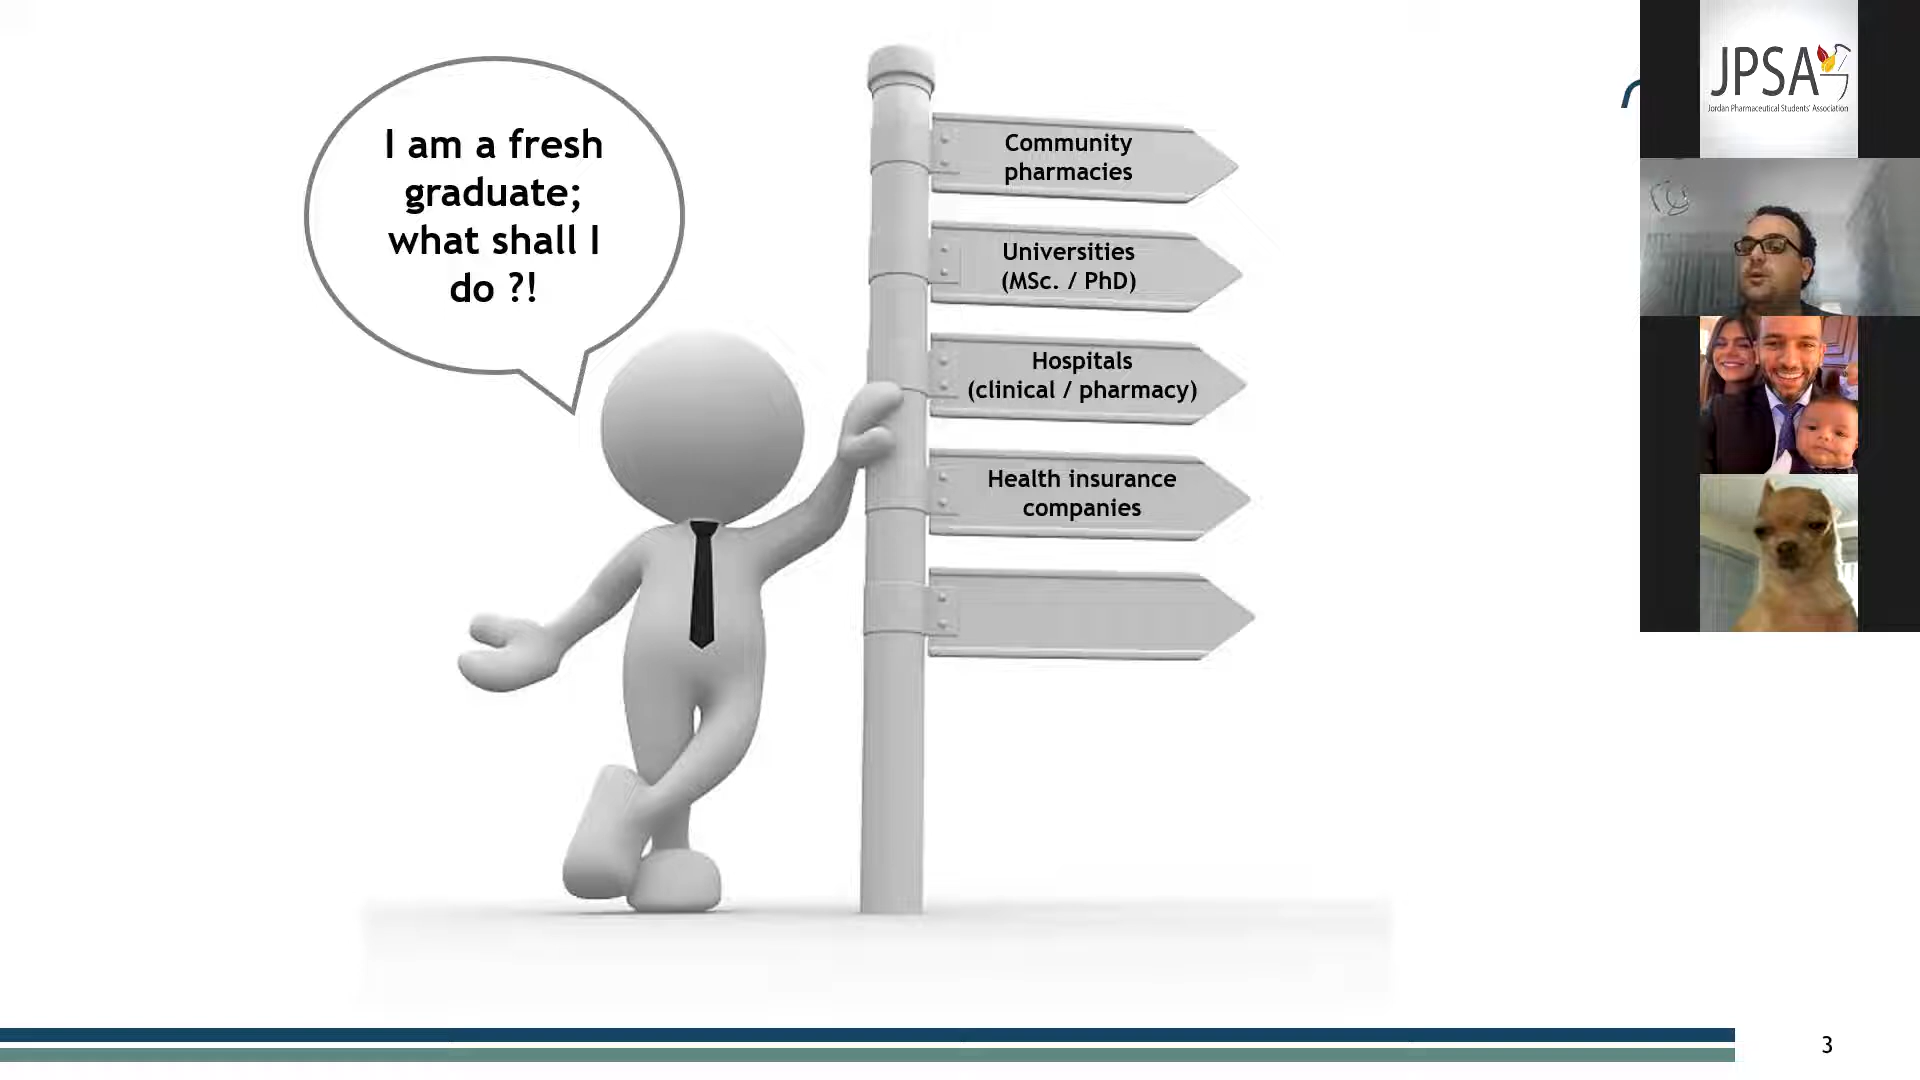 I am a fresh
graduate;
what shall I
do ?!
Community
pharmacies
Universities
(MSc. / PhD)
Hospitals
(clinical / pharmacy)
Health insurance
companies
JPSA
Jordan Pharmaceutical Students' Association
3